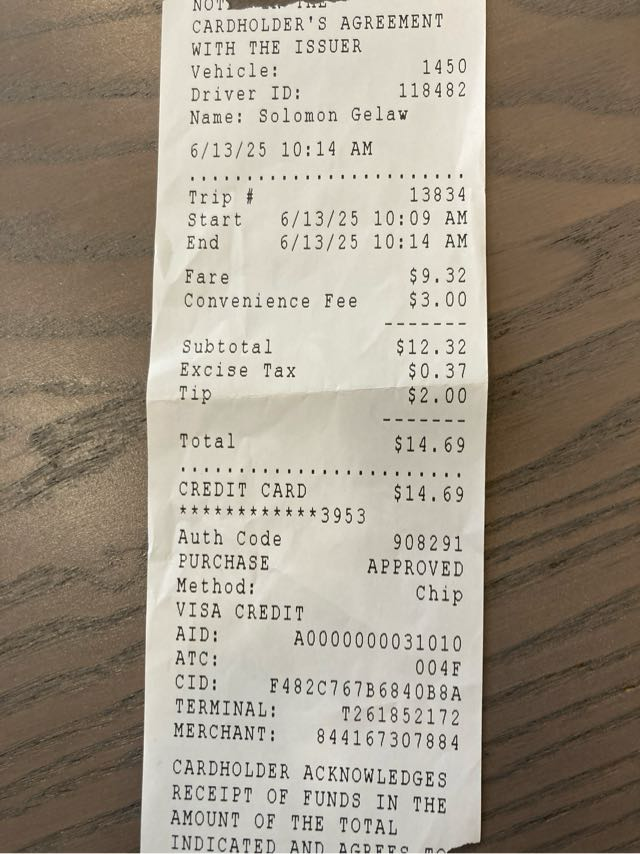 CARDHOLDER'S AGREEMENT
WITH THE ISSUER
Vehicle: 1450
Driver ID: 118482
Name: Solomon Gelaw
6/13/25 10:14 AM
........................
Trip # 13834
Start 6/13/25 10:09 AM
End 6/13/25 10:14 AM
Fare $9.32
Convenience Fee $3.00
-------
Subtotal $12.32
Excise Tax $0.37
Tip $2.00
-------
Total $14.69
........................
CREDIT CARD $14.69
************3953
Auth Code 908291
PURCHASE APPROVED
Method: Chip
VISA CREDIT
AID: A0000000031010
ATC: 004F
CID: F482C767B6840B8A
TERMINAL: T261852172
MERCHANT: 844167307884
CARDHOLDER ACKNOWLEDGES
RECEIPT OF FUNDS IN THE
AMOUNT OF THE TOTAL
INDICATED AND AGREES TO